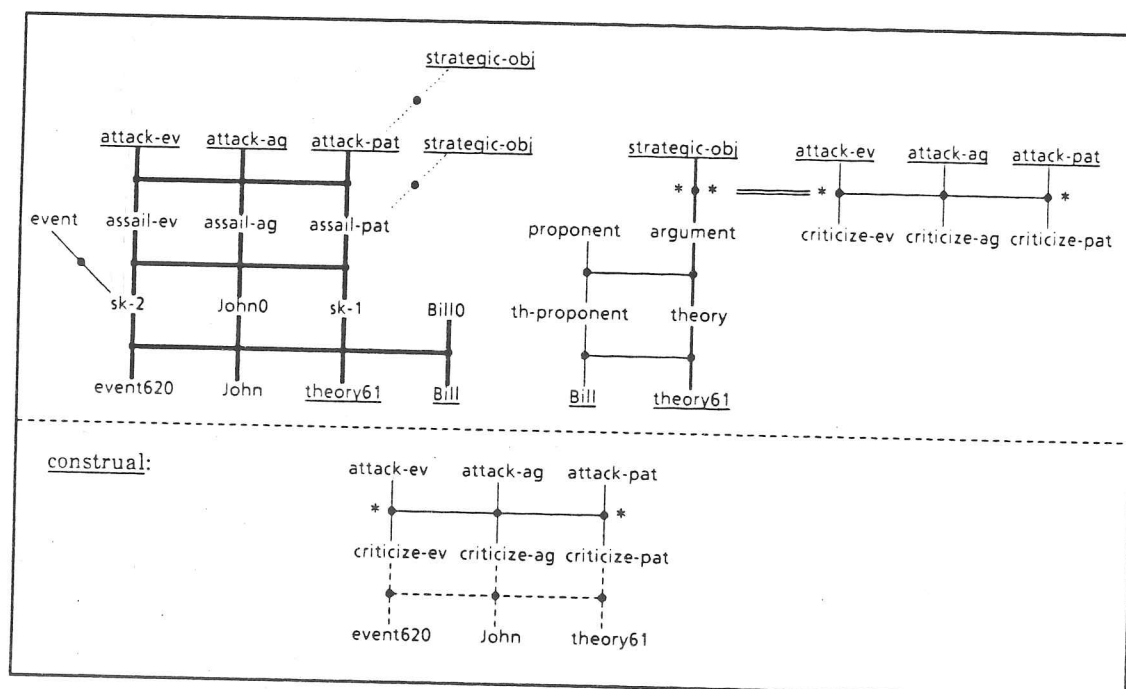 strategic-obj
attack-ev attack-ag attack-pat strategic-obj
strategic-obj attack-ev attack-ag attack-pat
* * *  *
event assail-ev assail-ag assail-pat
proponent argument criticize-ev criticize-ag criticize-pat
sk-2 John0 sk-1 Bill0
th-proponent theory
event620 John theory61 Bill
Bill theory61
construal:
attack-ev attack-ag attack-pat
* *
criticize-ev criticize-ag criticize-pat
event620 John theory61